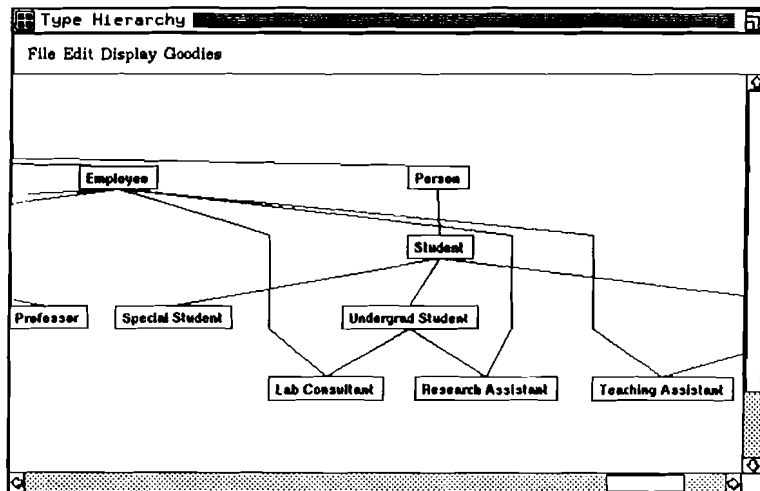 Type Hierarchy
File Edit Display Goodies
Employee Person
Student
Professor Special Student Undergrad Student
Lab Consultant Research Assistant Teaching Assistant